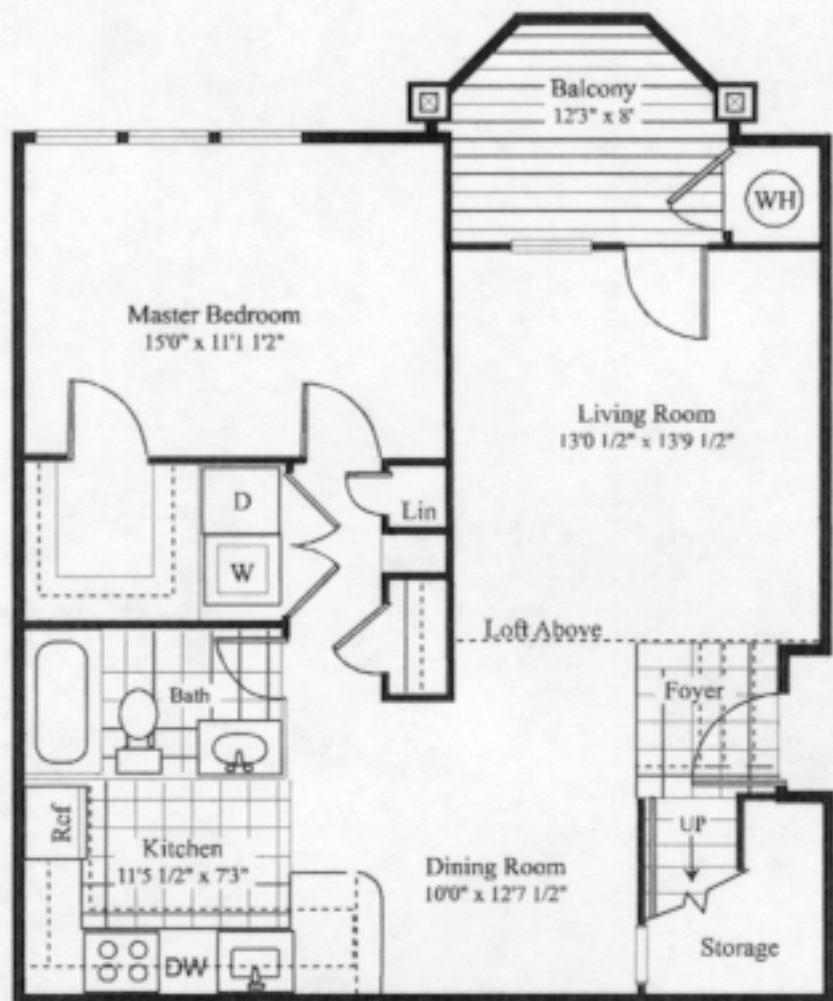 Balcony
12'3" x 8'
WH
Master Bedroom
15'0" x 11'1 1'2"
Living Room
13'0 1/2" x 13'9 1/2"
D
Lin
W
Loft Above
Bath
Foyer
Ref
UP
Kitchen
11'5 1/2" x 7'3"
Dining Room
10'0" x 12'7 1/2"
Storage
DW